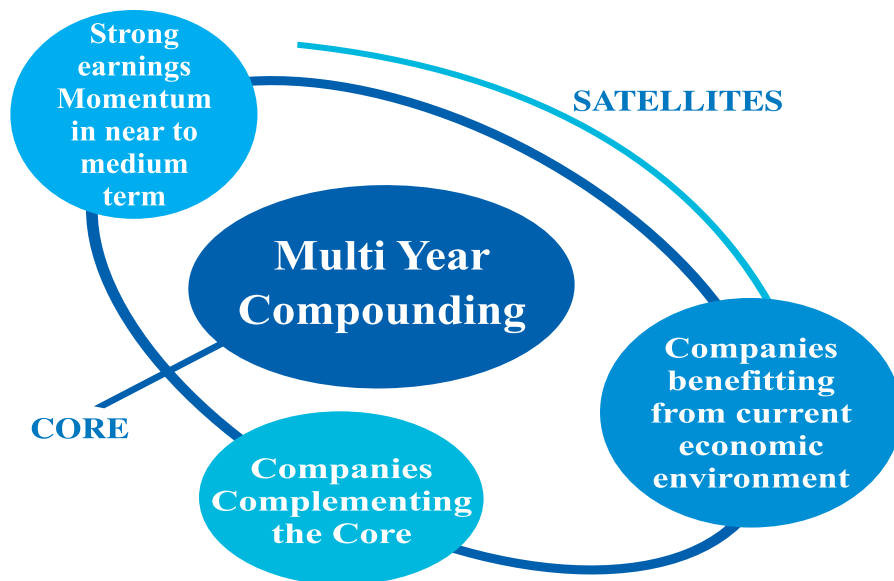 Strong
earnings
Momentum
in near to
medium
term
SATELLITES
Multi Year
Compounding
Companies
benefitting
from current
economic
environment
CORE
Companies
Complementing
the Core